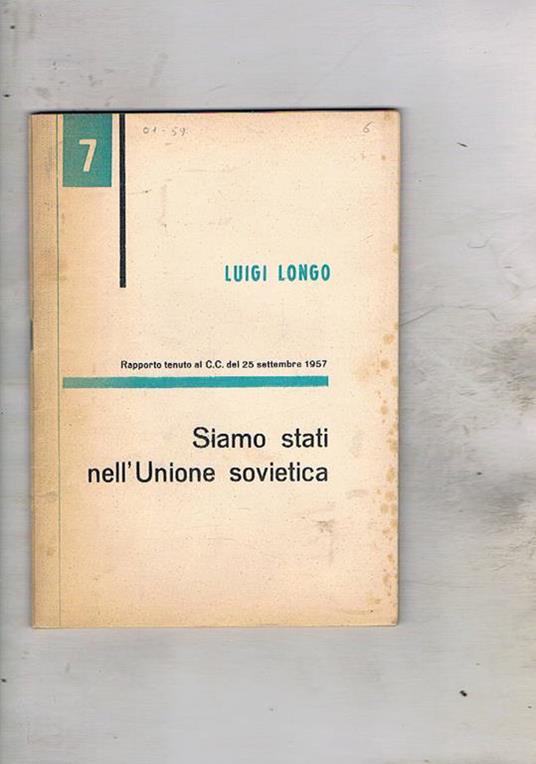 7
01-59
6
LUIGI LONGO
Rapporto tenuto al C.C. del 25 settembre 1957
Siamo stati
nell'Unione sovietica